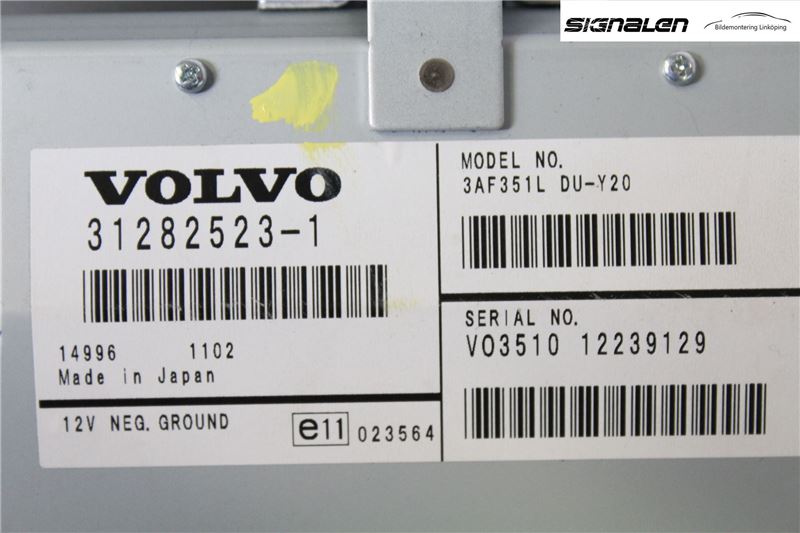 SIGNALEN
Bildemontering Linköping
VOLVO
31282523-1
14996 1102
Made in Japan
12V NEG. GROUND
e11 023564
MODEL NO.
3AF351L DU-Y20
SERIAL NO.
VO3510 12239129